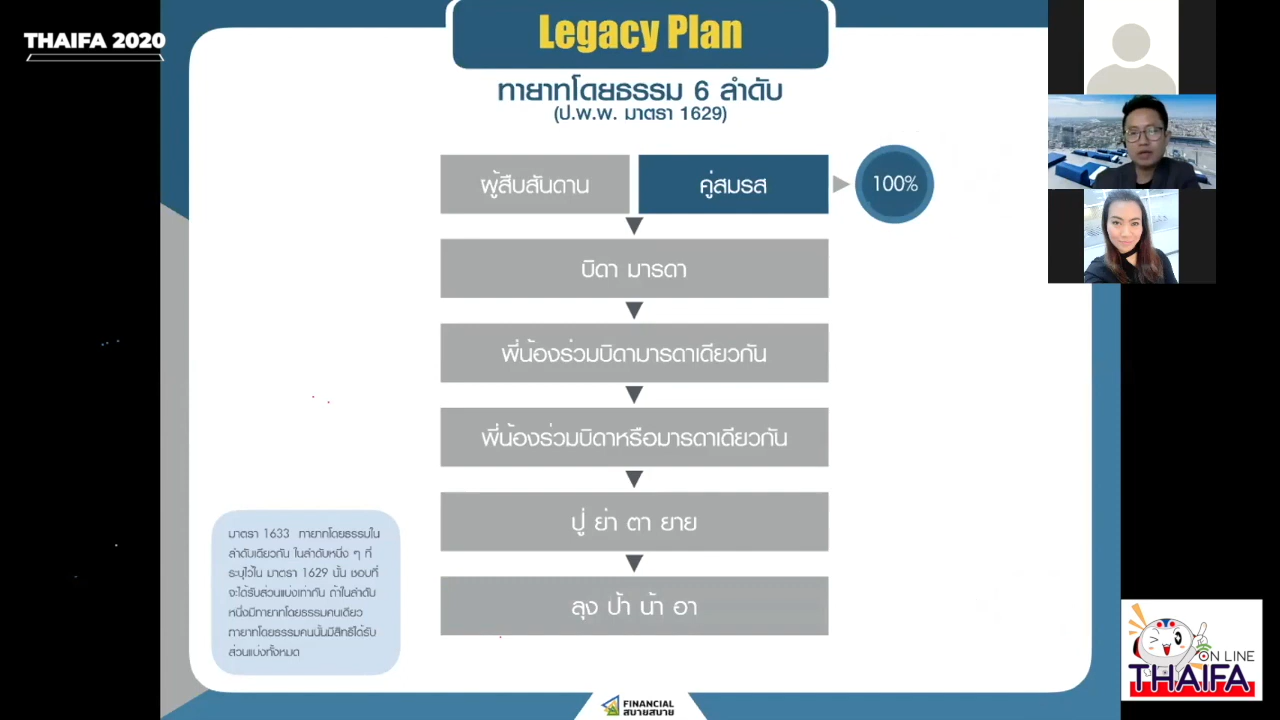 THAIFA 2020
Legacy Plan
ทายาทโดยธรรม 6 ลำดับ
(ป.พ.พ. มาตรา 1629)
ผู้สืบสันดาน
คู่สมรส
100%
บิดา มารดา
พี่น้องร่วมบิดามารดาเดียวกัน
พี่น้องร่วมบิดาหรือมารดาเดียวกัน
ปู่ ย่า ตา ยาย
ลุง ป้า น้า อา
มาตรา 1633 ทายาทโดยธรรมใน
ลำดับเดียวกัน ในลำดับหนึ่ง ๆ ที่
ระบุไว้ใน มาตรา 1629 นั้น ชอบที่
จะได้รับส่วนแบ่งเท่ากัน ถ้าในลำดับ
หนึ่งมีทายาทโดยธรรมคนเดียว
ทายาทโดยธรรมคนนั้นมีสิทธิได้รับ
ส่วนแบ่งทั้งหมด
FINANCIAL
สบายสบาย
ON LINE
THAIFA